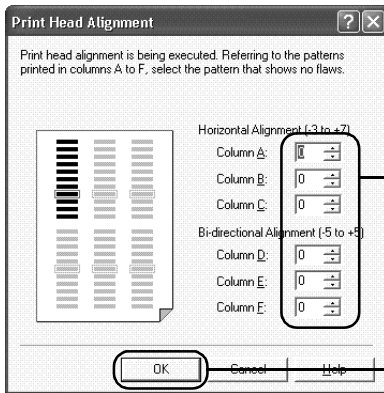 Print Head Alignment
Print head alignment is being executed. Referring to the patterns
printed in columns A to F, select the pattern that shows no flaws.
Horizontal Alignment (-3 to +7)
Column A: 0
Column B: 0
Column C: 0
Bi-directional Alignment (-5 to +5)
Column D: 0
Column E: 0
Column F: 0
OK Cancel Help